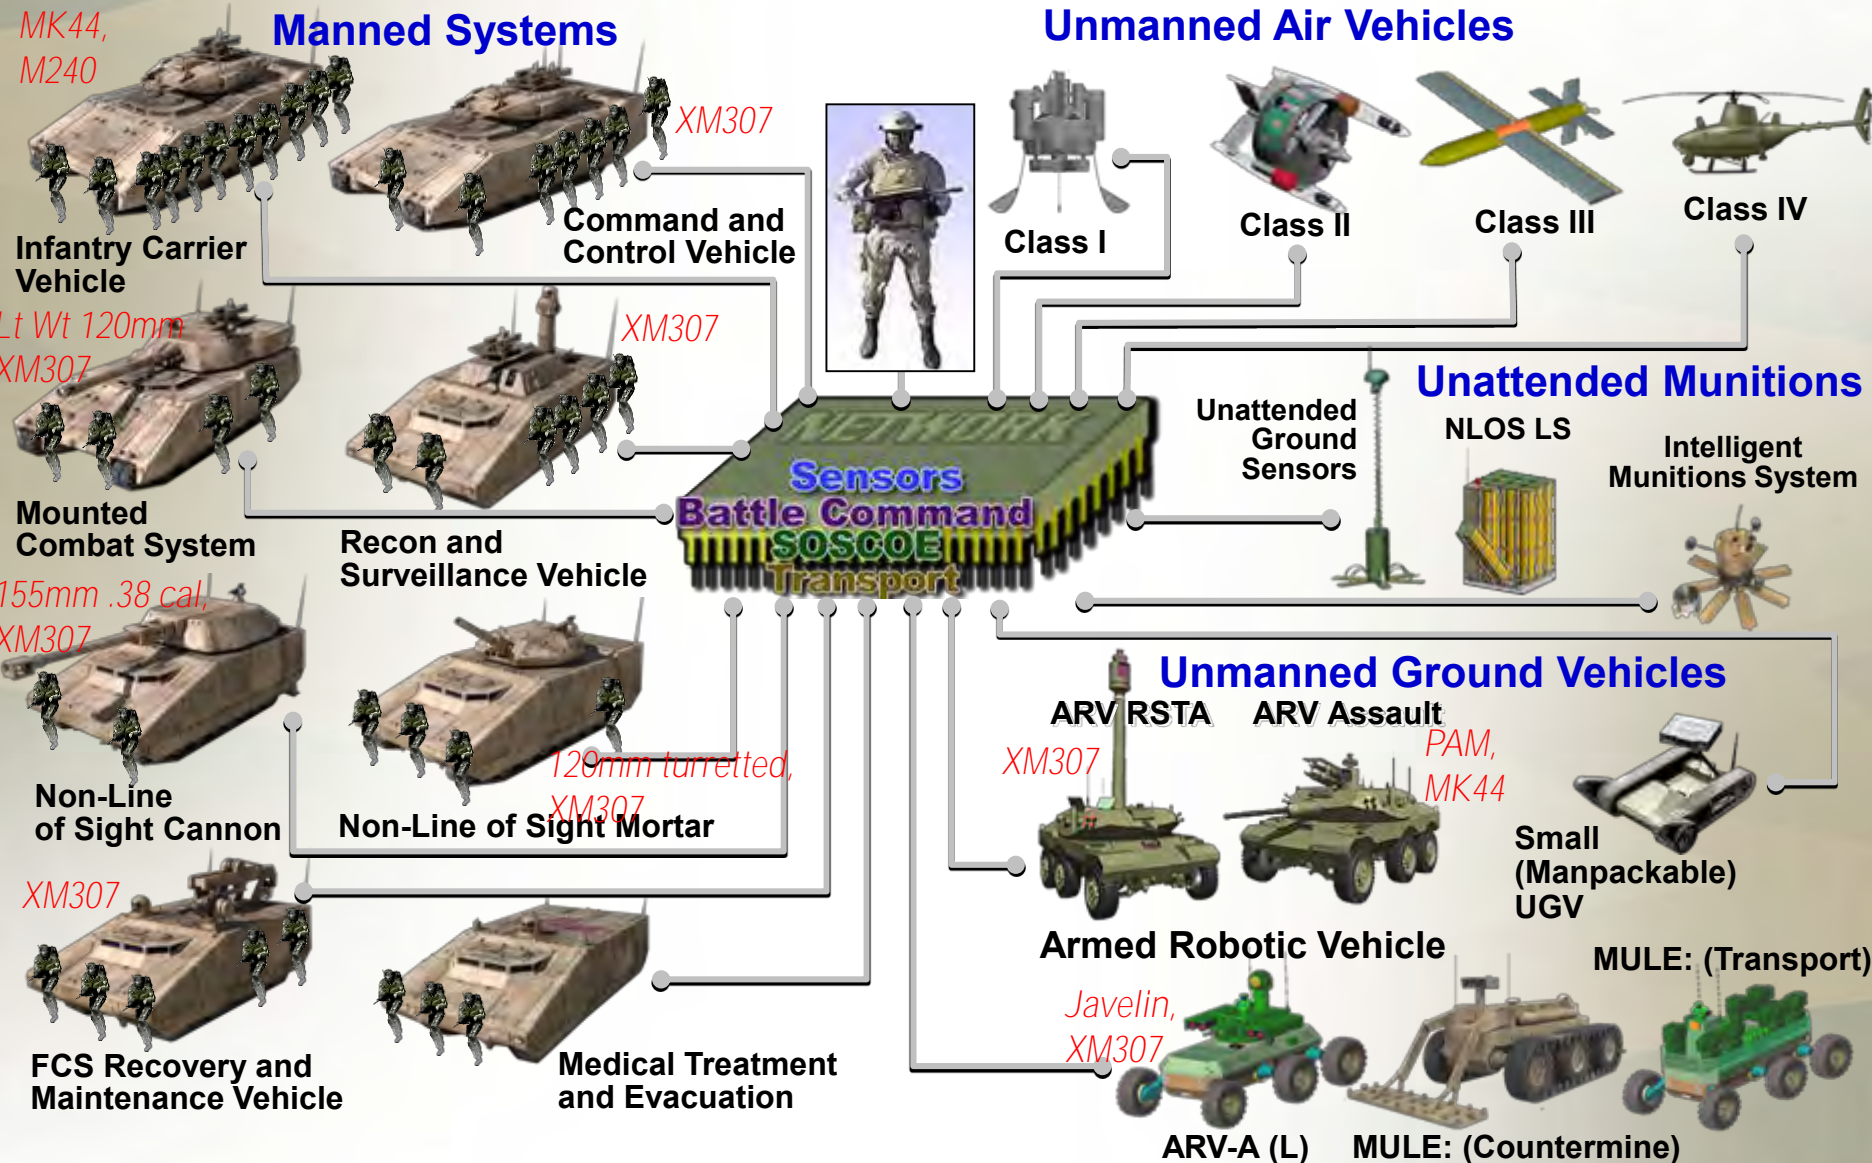 MK44,
M240
Manned Systems
Unmanned Air Vehicles
XM307
Command and
Control Vehicle
Infantry Carrier
Vehicle
Class I
Class II
Class III
Class IV
Lt Wt 120mm
XM307
XM307
Mounted
Combat System
Recon and
Surveillance Vehicle
NETWORK
Sensors
Battle Command
SOSCOE
Transport
Unattended
Ground
Sensors
Unattended Munitions
NLOS LS
Intelligent
Munitions System
155mm .38 cal,
XM307
Non-Line
of Sight Cannon
120mm turretted,
XM307
Non-Line of Sight Mortar
Unmanned Ground Vehicles
ARV RSTA
ARV Assault
XM307
PAM,
MK44
Small
(Manpackable)
UGV
Armed Robotic Vehicle
XM307
FCS Recovery and
Maintenance Vehicle
Medical Treatment
and Evacuation
Javelin,
XM307
ARV-A (L)
MULE: (Countermine)
MULE: (Transport)